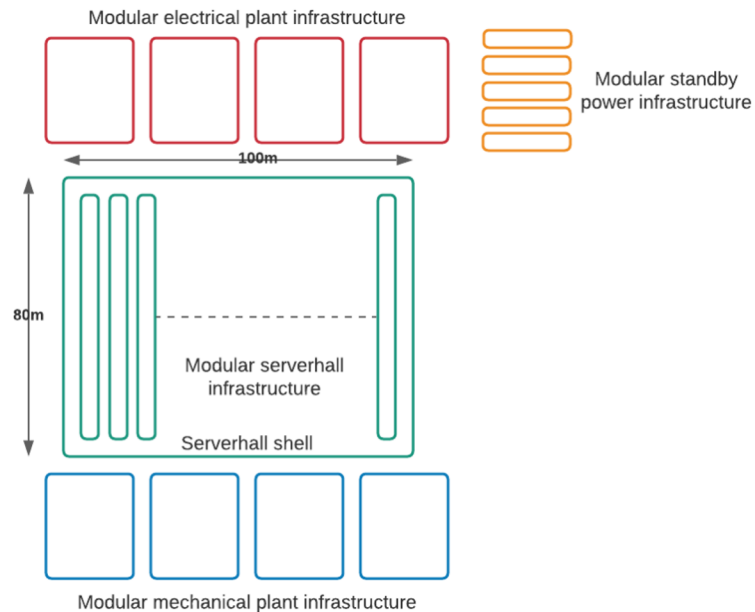 Modular electrical plant infrastructure
Modular standby
power infrastructure
100m
80m
Modular serverhall
infrastructure
Serverhall shell
Modular mechanical plant infrastructure